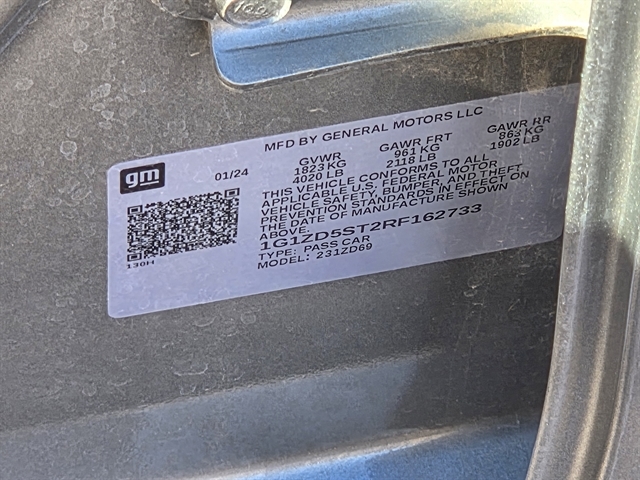 MFD BY GENERAL MOTORS LLC
gm
01/24
GVWR GAWR FRT GAWR RR
1823 KG 961 KG 863 KG
4020 LB 2118 LB 1902 LB
THIS VEHICLE CONFORMS TO ALL
APPLICABLE U.S. FEDERAL MOTOR
VEHICLE SAFETY, BUMPER, AND THEFT
PREVENTION STANDARDS IN EFFECT ON
THE DATE OF MANUFACTURE SHOWN
ABOVE.
1G1ZD5ST2RF162733
TYPE: PASS CAR
MODEL: 231ZD69
130H